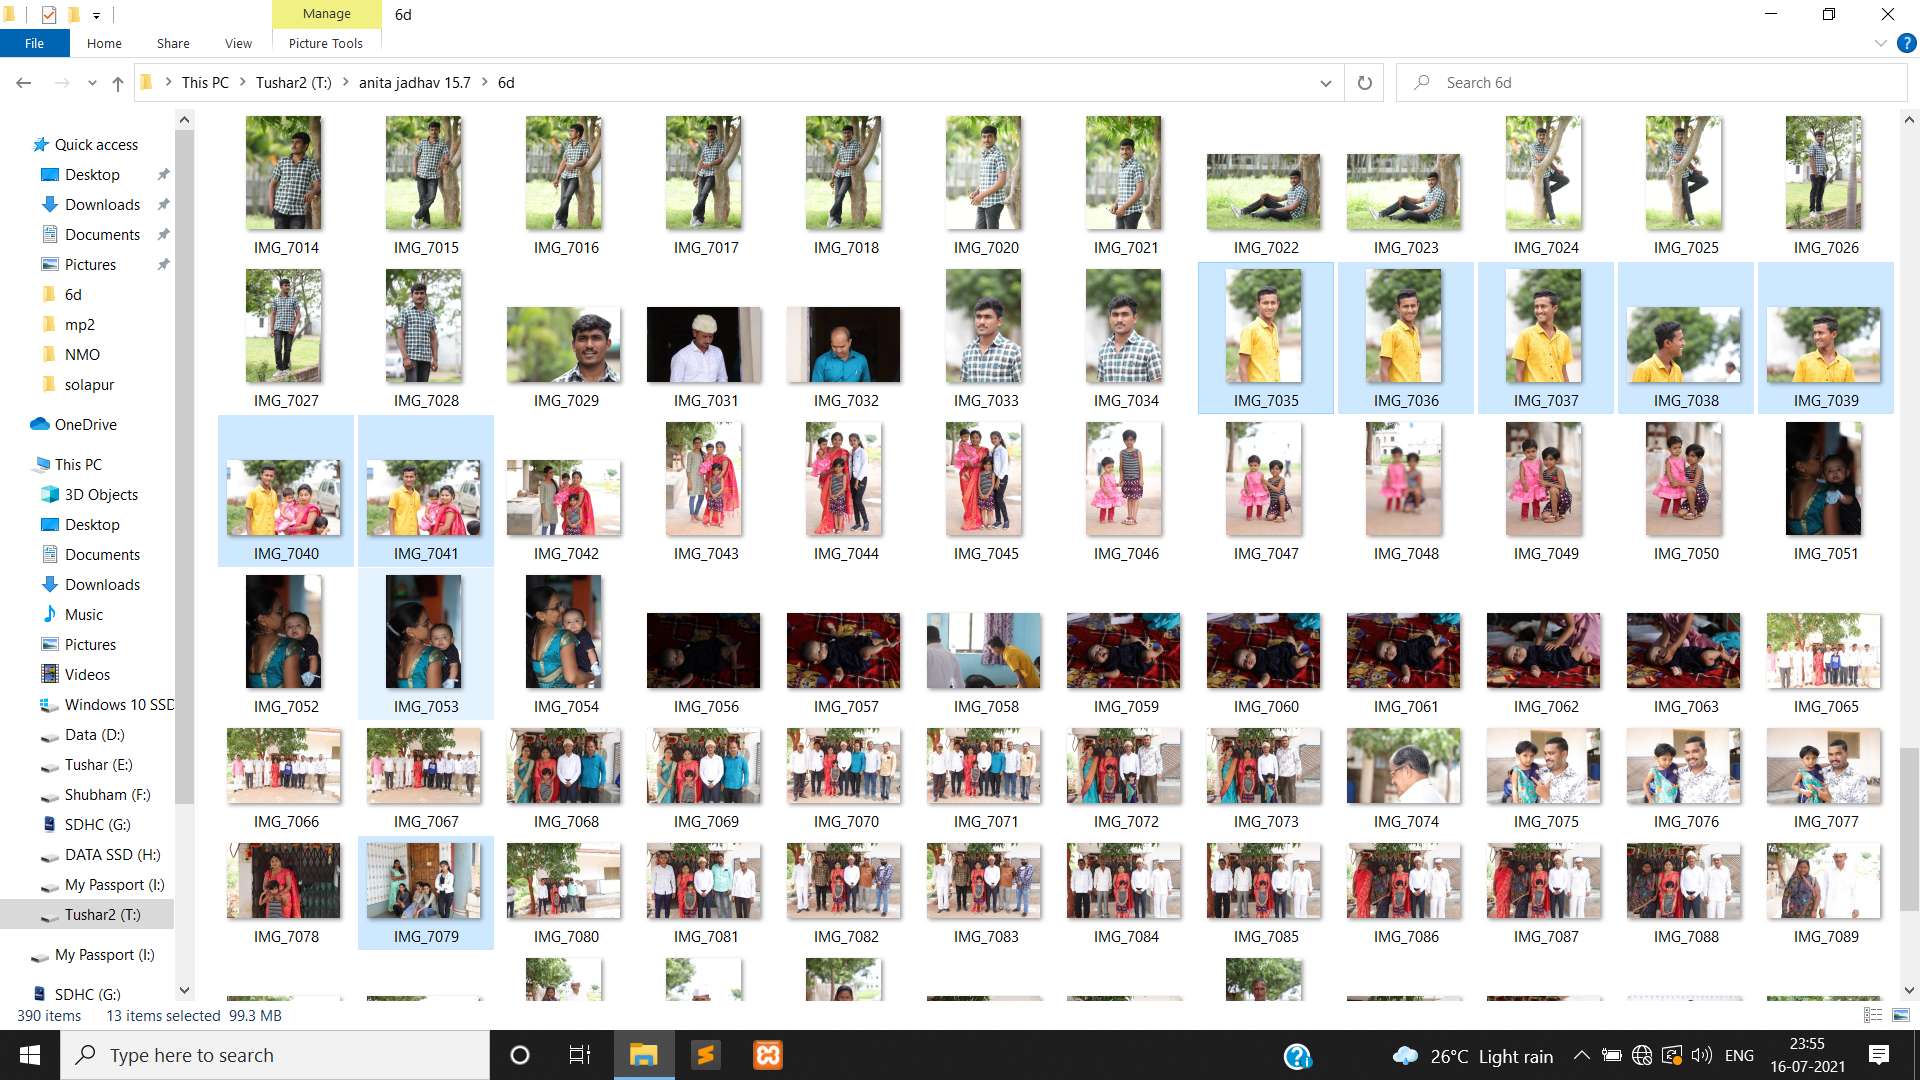 Manage
6d
File
Home
Share
View
Picture Tools
This PC
Tushar2 (T:)
anita jadhav 15.7
6d
Search 6d
Quick access
Desktop
Downloads
Documents
Pictures
6d
mp2
NMO
solapur
OneDrive
This PC
3D Objects
Desktop
Documents
Downloads
Music
Pictures
Videos
Windows 10 SSD
Data (D:)
Tushar (E:)
Shubham (F:)
SDHC (G:)
DATA SSD (H:)
My Passport (I:)
Tushar2 (T:)
My Passport (I:)
SDHC (G:)
IMG_7014 IMG_7015 IMG_7016 IMG_7017 IMG_7018 IMG_7020 IMG_7021 IMG_7022 IMG_7023 IMG_7024 IMG_7025 IMG_7026
IMG_7027 IMG_7028 IMG_7029 IMG_7031 IMG_7032 IMG_7033 IMG_7034 IMG_7035 IMG_7036 IMG_7037 IMG_7038 IMG_7039
IMG_7040 IMG_7041 IMG_7042 IMG_7043 IMG_7044 IMG_7045 IMG_7046 IMG_7047 IMG_7048 IMG_7049 IMG_7050 IMG_7051
IMG_7052 IMG_7053 IMG_7054 IMG_7056 IMG_7057 IMG_7058 IMG_7059 IMG_7060 IMG_7061 IMG_7062 IMG_7063 IMG_7065
IMG_7066 IMG_7067 IMG_7068 IMG_7069 IMG_7070 IMG_7071 IMG_7072 IMG_7073 IMG_7074 IMG_7075 IMG_7076 IMG_7077
IMG_7078 IMG_7079 IMG_7080 IMG_7081 IMG_7082 IMG_7083 IMG_7084 IMG_7085 IMG_7086 IMG_7087 IMG_7088 IMG_7089
390 items 13 items selected 99.3 MB
Type here to search
26°C Light rain
ENG
23:55
16-07-2021